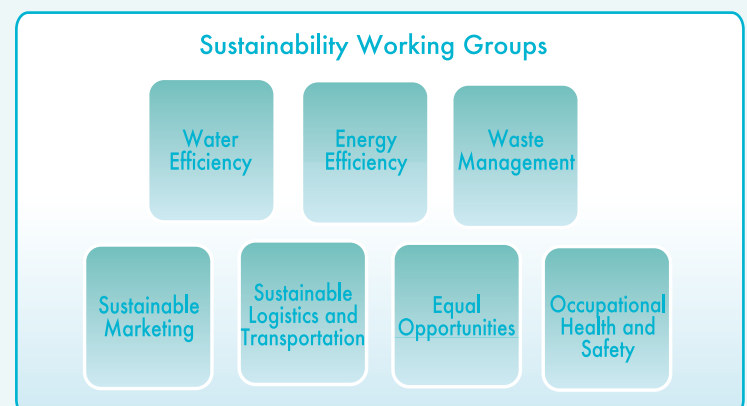 Sustainability Working Groups
Water
Efficiency
Energy
Efficiency
Waste
Management
Sustainable
Marketing
Sustainable
Logistics and
Transportation
Equal
Opportunities
Occupational
Health and
Safety